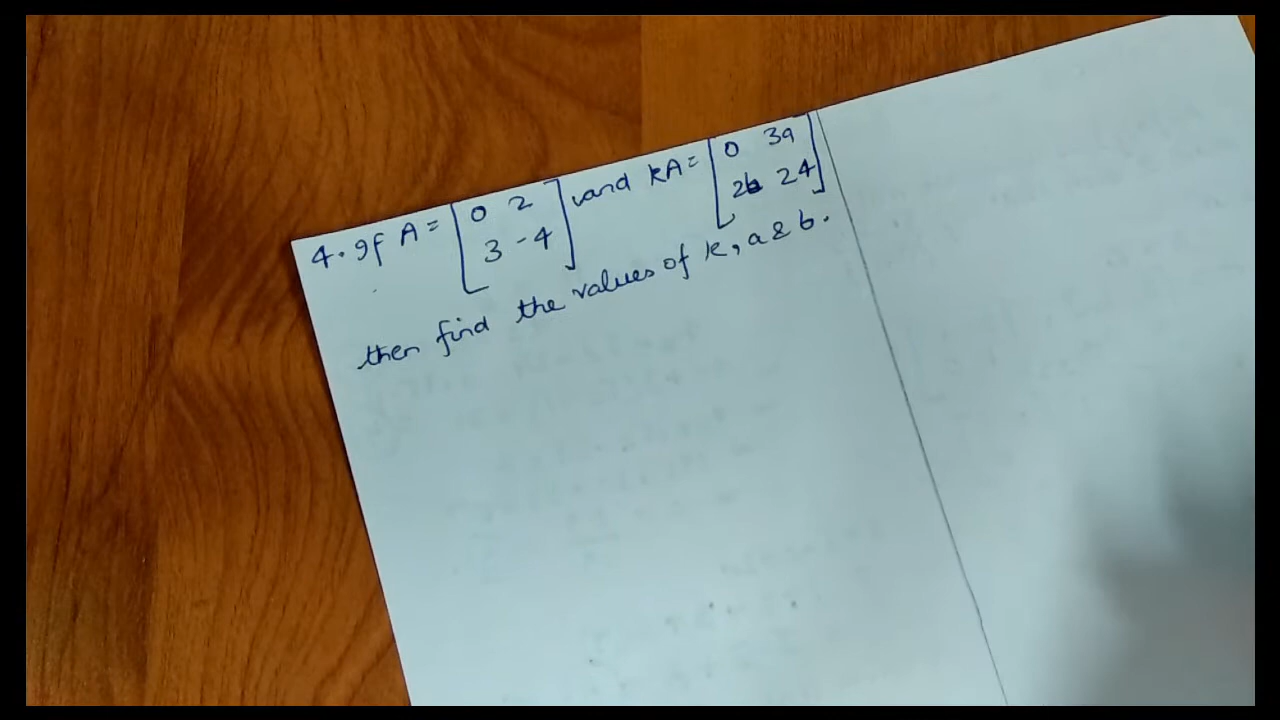 4. If A = [0 2 3 -4] and kA = [0 3a 2b 24]
then find the values of k, a & b.